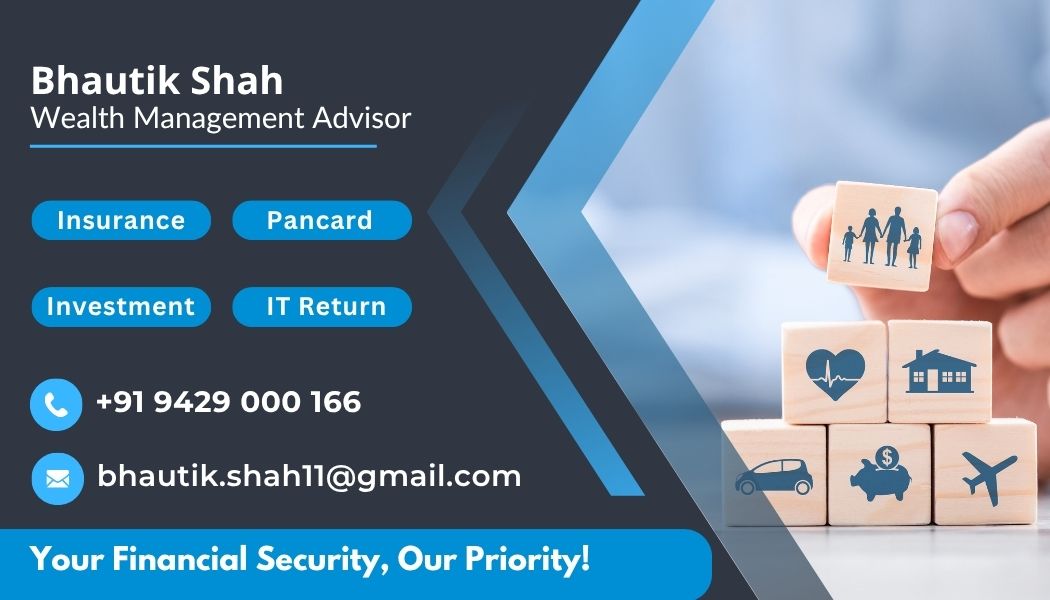 Bhautik Shah
Wealth Management Advisor
Insurance
Pancard
Investment
IT Return
+91 9429 000 166
bhautik.shah11@gmail.com
Your Financial Security, Our Priority!
$